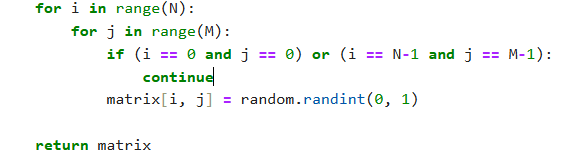 for i in range(N):
for j in range(M):
if (i == 0 and j == 0) or (i == N-1 and j == M-1):
continue
matrix[i, j] = random.randint(0, 1)
return matrix